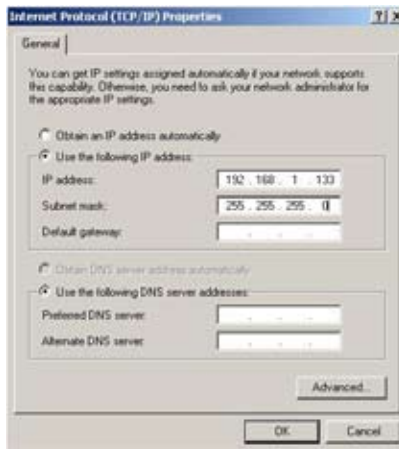 Internet Protocol (TCP/IP) Properties
General
You can get IP settings assigned automatically if your network supports
this capability. Otherwise, you need to ask your network administrator for
the appropriate IP settings.
Obtain an IP address automatically
Use the following IP address:
IP address: 192 . 168 . 1 . 133
Subnet mask: 255 . 255 . 255 . 0
Default gateway:
Obtain DNS server address automatically
Use the following DNS server addresses:
Preferred DNS server:
Alternate DNS server:
Advanced...
OK Cancel